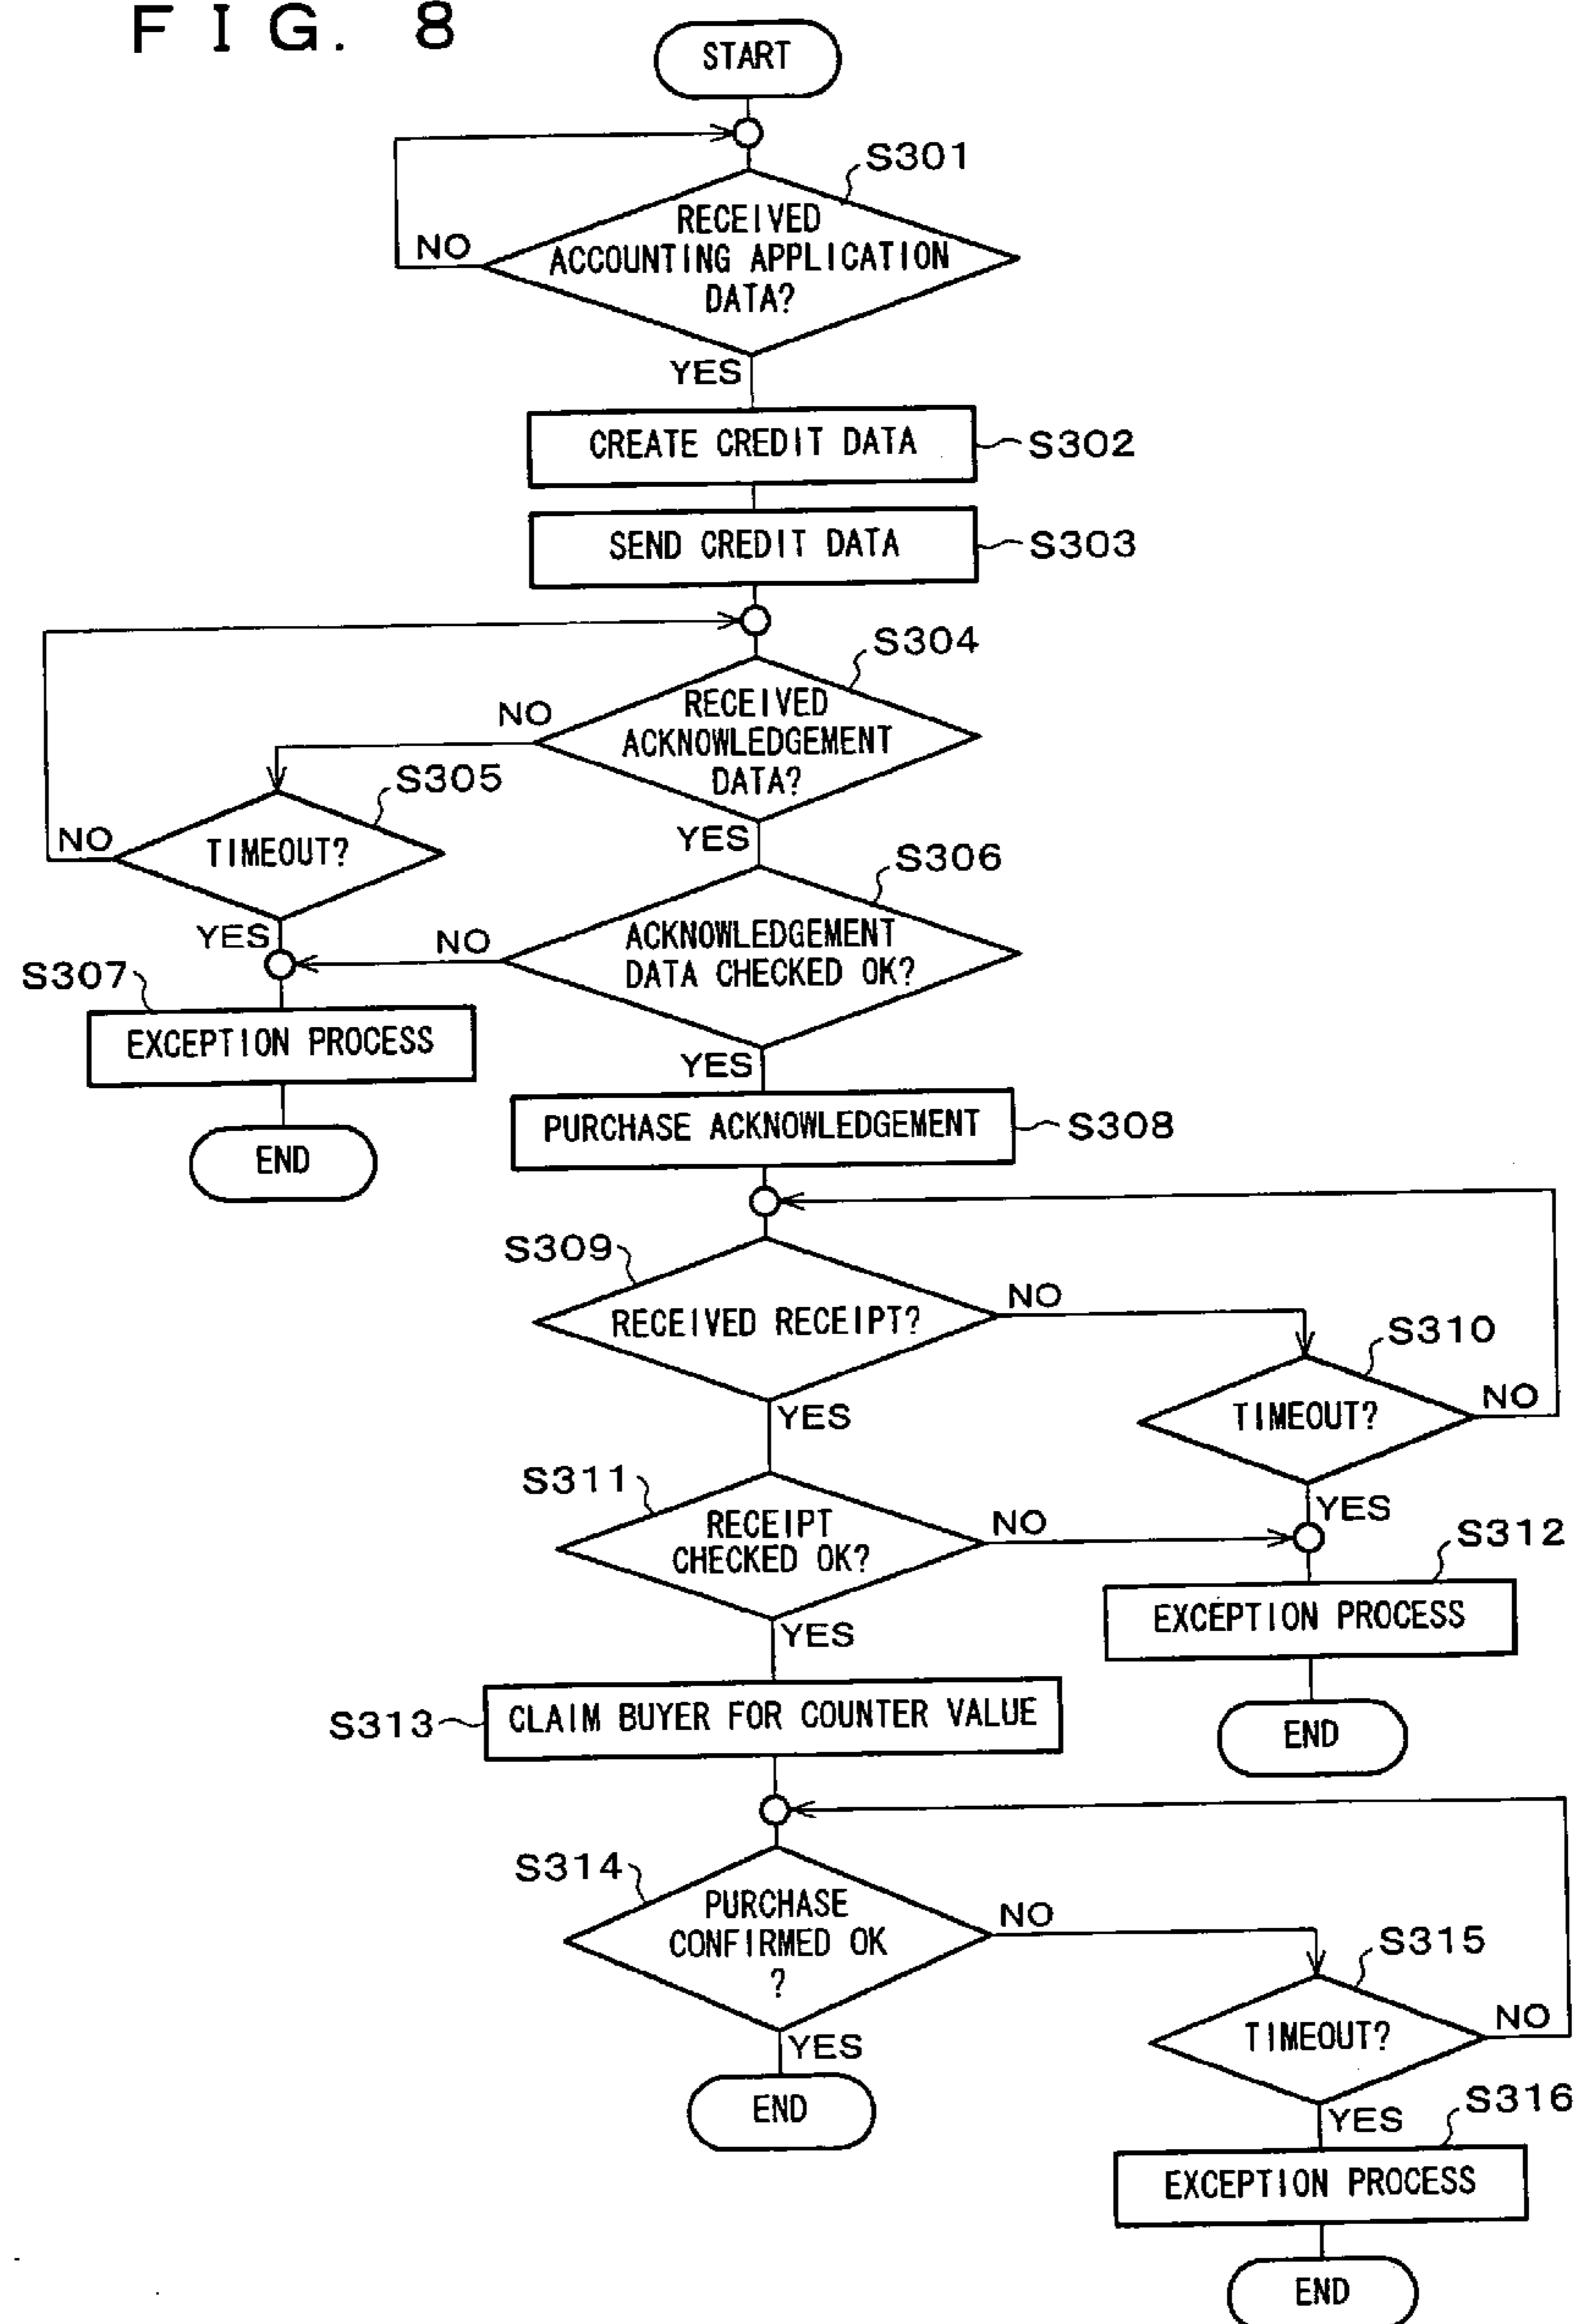 FIG. 8
START
S301
RECEIVED
ACCOUNTING APPLICATION
DATA?
NO
YES
CREATE CREDIT DATA
S302
SEND CREDIT DATA
S303
S304
RECEIVED
ACKNOWLEDGEMENT
DATA?
NO
S305
TIMEOUT?
NO
YES
YES
S306
ACKNOWLEDGEMENT
DATA CHECKED OK?
NO
S307
EXCEPTION PROCESS
END
YES
PURCHASE ACKNOWLEDGEMENT
S308
S309
RECEIVED RECEIPT?
NO
S310
TIMEOUT?
NO
YES
YES
S311
RECEIPT
CHECKED OK?
NO
S312
EXCEPTION PROCESS
END
YES
S313
CLAIM BUYER FOR COUNTER VALUE
S314
PURCHASE
CONFIRMED OK
?
NO
S315
TIMEOUT?
NO
YES
END
YES
S316
EXCEPTION PROCESS
END